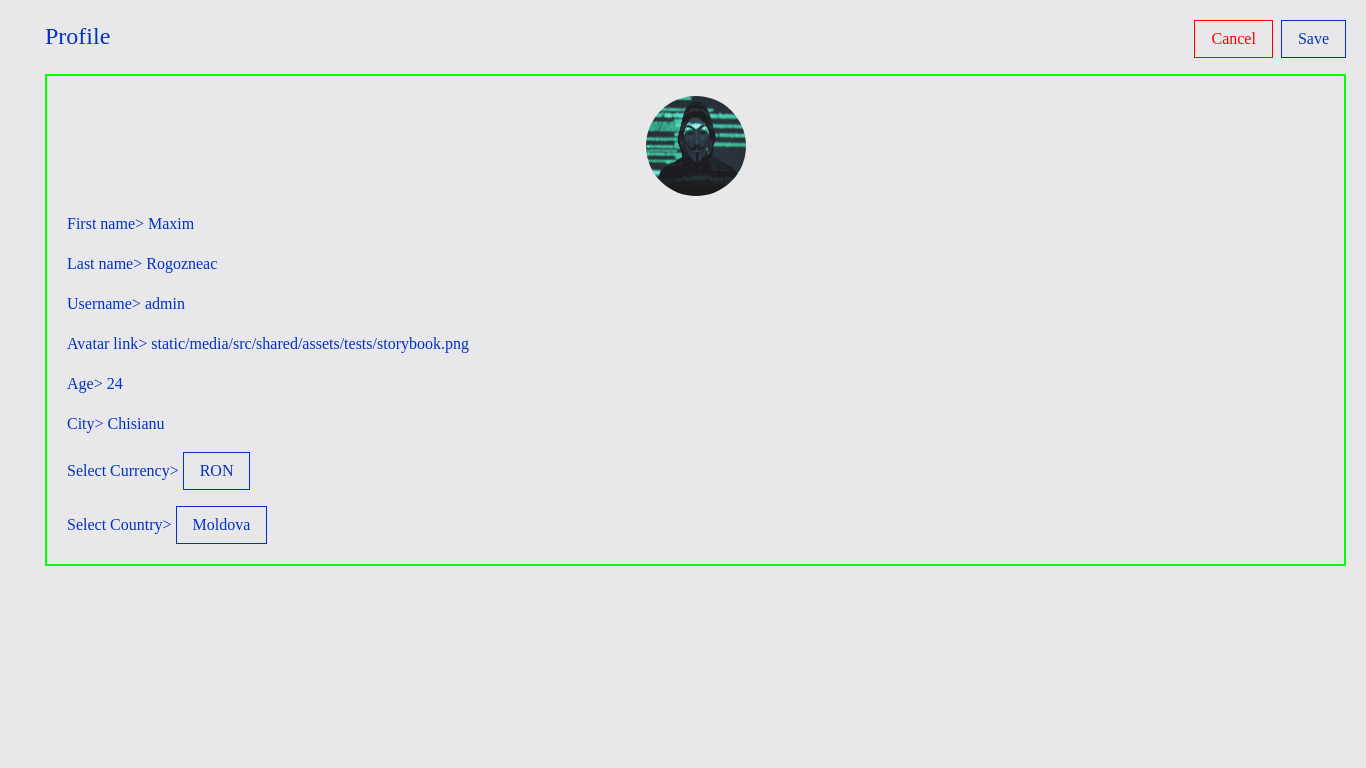 Profile
Cancel
Save
First name> Maxim
Last name> Rogozneac
Username> admin
Avatar link> static/media/src/shared/assets/tests/storybook.png
Age> 24
City> Chisianu
Select Currency> RON
Select Country> Moldova